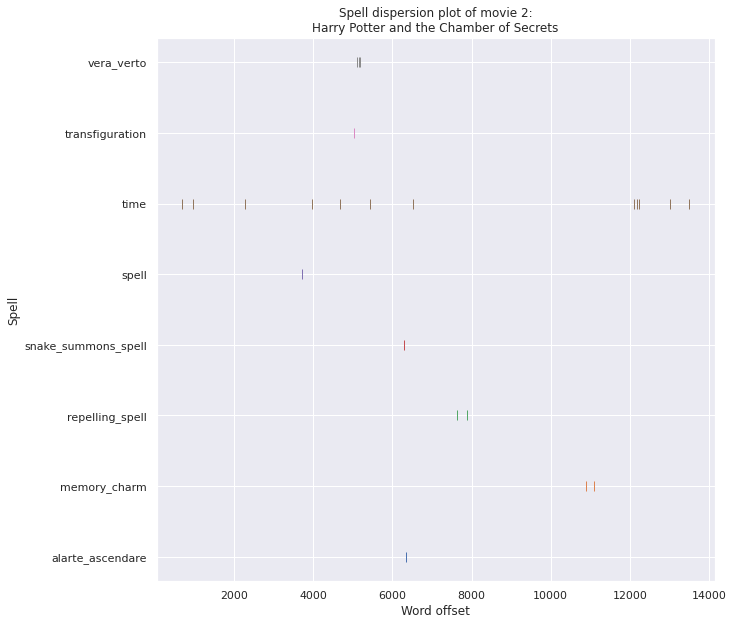 Spell dispersion plot of movie 2:
Harry Potter and the Chamber of Secrets
vera_verto
transfiguration
time
spell
snake_summons_spell
repelling_spell
memory_charm
alarte_ascendare
Spell
2000 4000 6000 8000 10000 12000 14000
Word offset